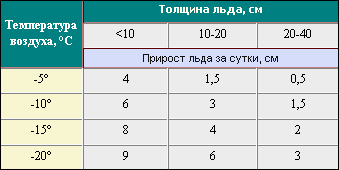 Температура воздуха, °С
Толщина льда, см
<10 10-20 20-40
Прирост льда за сутки, см
-5° 4 1,5 0,5
-10° 6 3 1,5
-15° 8 4 2
-20° 9 6 3